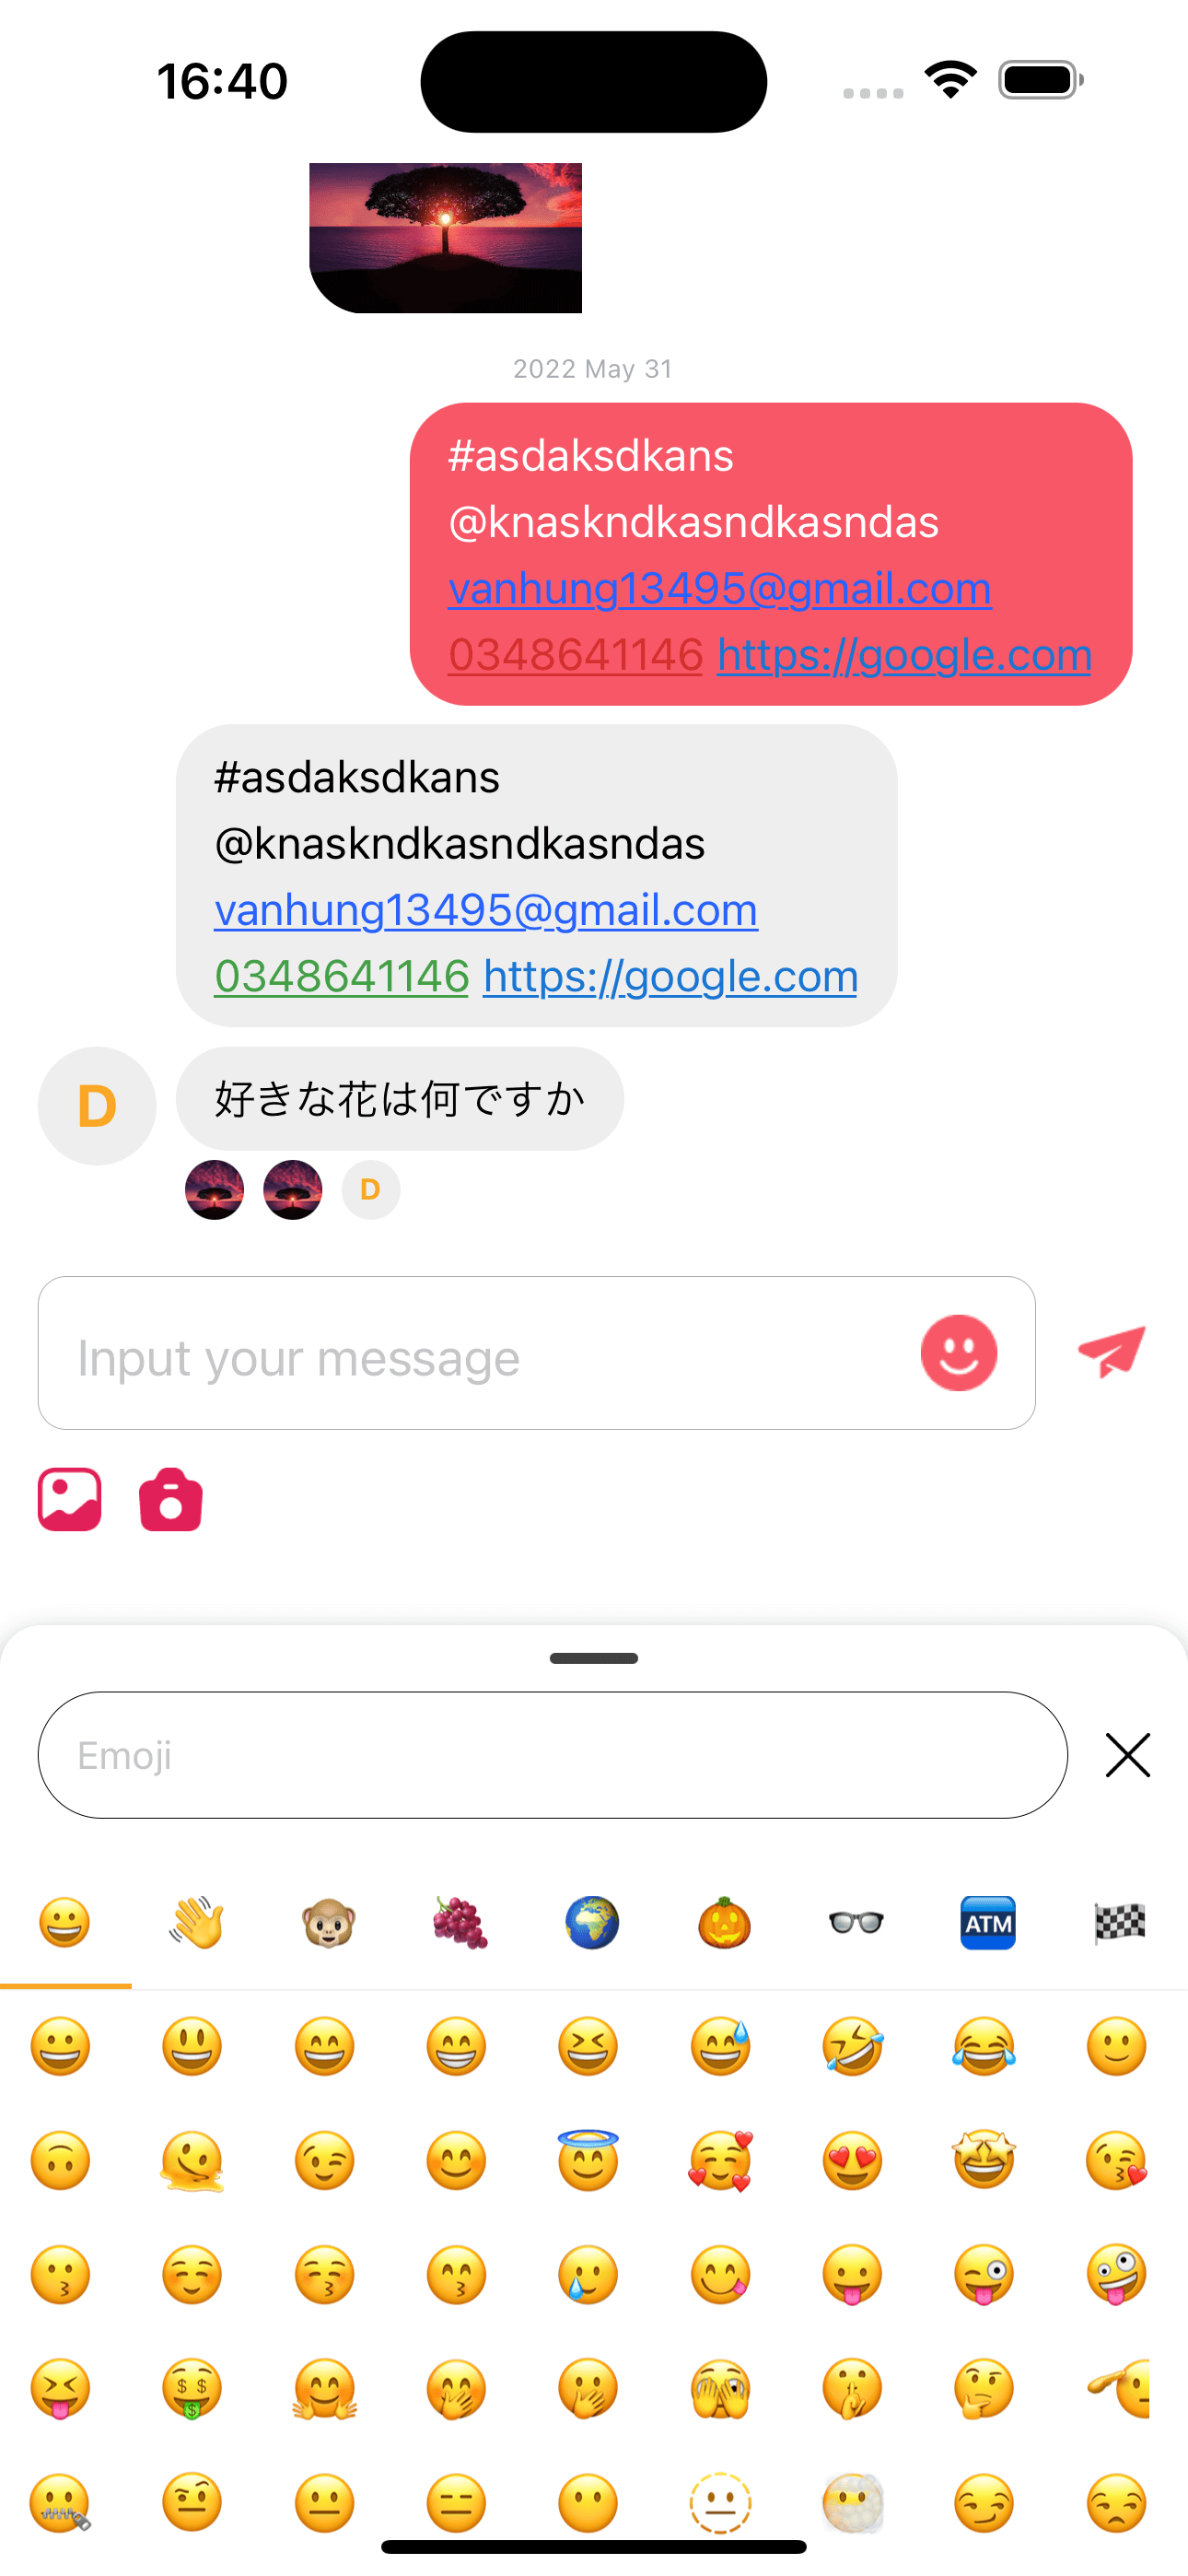 16:40
2022 May 31
#asdaksdkans
@knaskndkasndkasndas
vanhung13495@gmail.com
0348641146 https://google.com
#asdaksdkans
@knaskndkasndkasndas
vanhung13495@gmail.com
0348641146 https://google.com
D
好きな花は何ですか
D
Input your message
Emoji
ATM